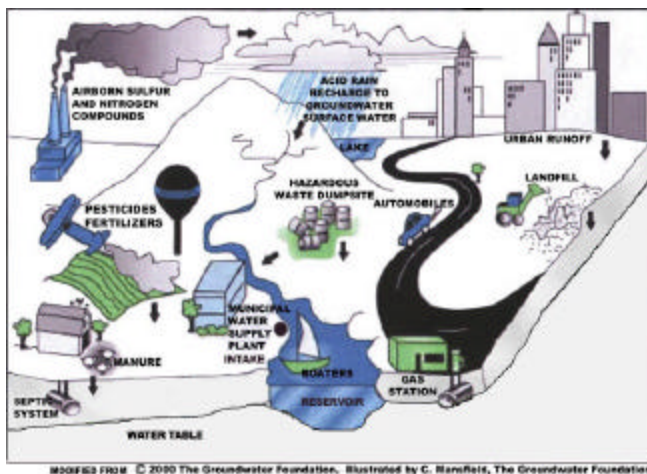 AIRBORN SULFUR
AND NITROGEN
COMPOUNDS
ACID RAIN
RECHARGE TO
GROUNDWATER
SURFACE WATER
LAKE
URBAN RUNOFF
LANDFILL
HAZARDOUS
WASTE DUMPSITE
AUTOMOBILES
PESTICIDES
FERTILIZERS
MUNICIPAL
WATER
SUPPLY
PLANT
INTAKE
MANURE
BOATERS
GAS
STATION
SEPTIC
SYSTEM
RESERVOIR
WATER TABLE
MODIFIED FROM © 2000 The Groundwater Foundation. Illustrated by C. Mansfield, The Groundwater Foundation